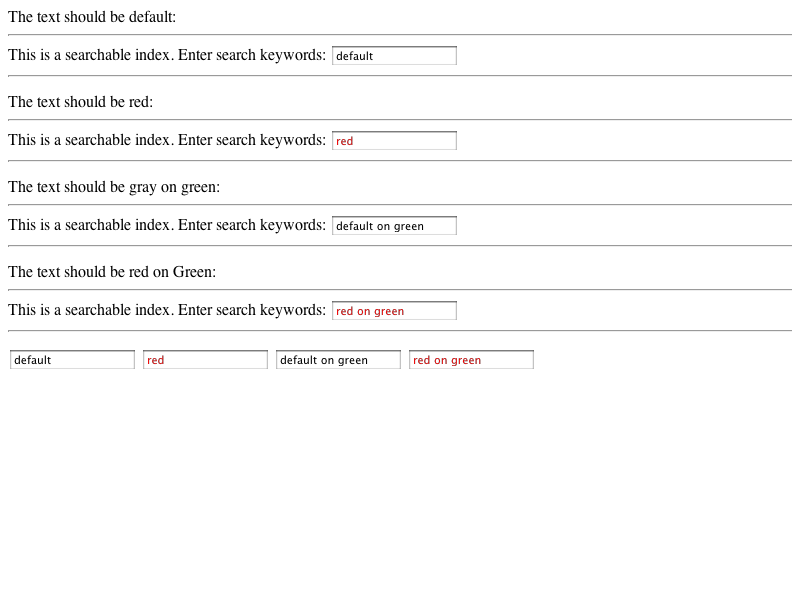 The text should be default:
This is a searchable index. Enter search keywords: default
The text should be red:
This is a searchable index. Enter search keywords: red
The text should be gray on green:
This is a searchable index. Enter search keywords: default on green
The text should be red on Green:
This is a searchable index. Enter search keywords: red on green
default red default on green red on green